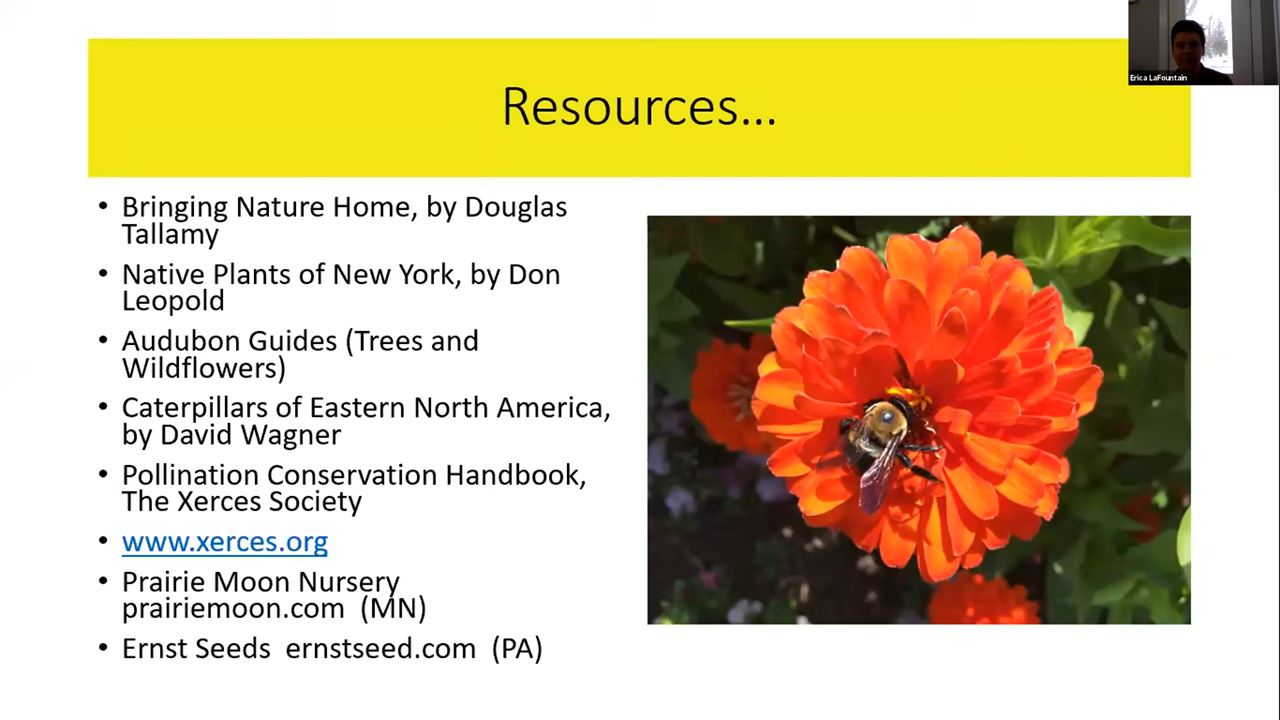 Erica LaFountain
Resources...
• Bringing Nature Home, by Douglas
Tallamy
• Native Plants of New York, by Don
Leopold
• Audubon Guides (Trees and
Wildflowers)
• Caterpillars of Eastern North America,
by David Wagner
• Pollination Conservation Handbook,
The Xerces Society
• www.xerces.org
• Prairie Moon Nursery
prairiemoon.com (MN)
• Ernst Seeds ernstseed.com (PA)